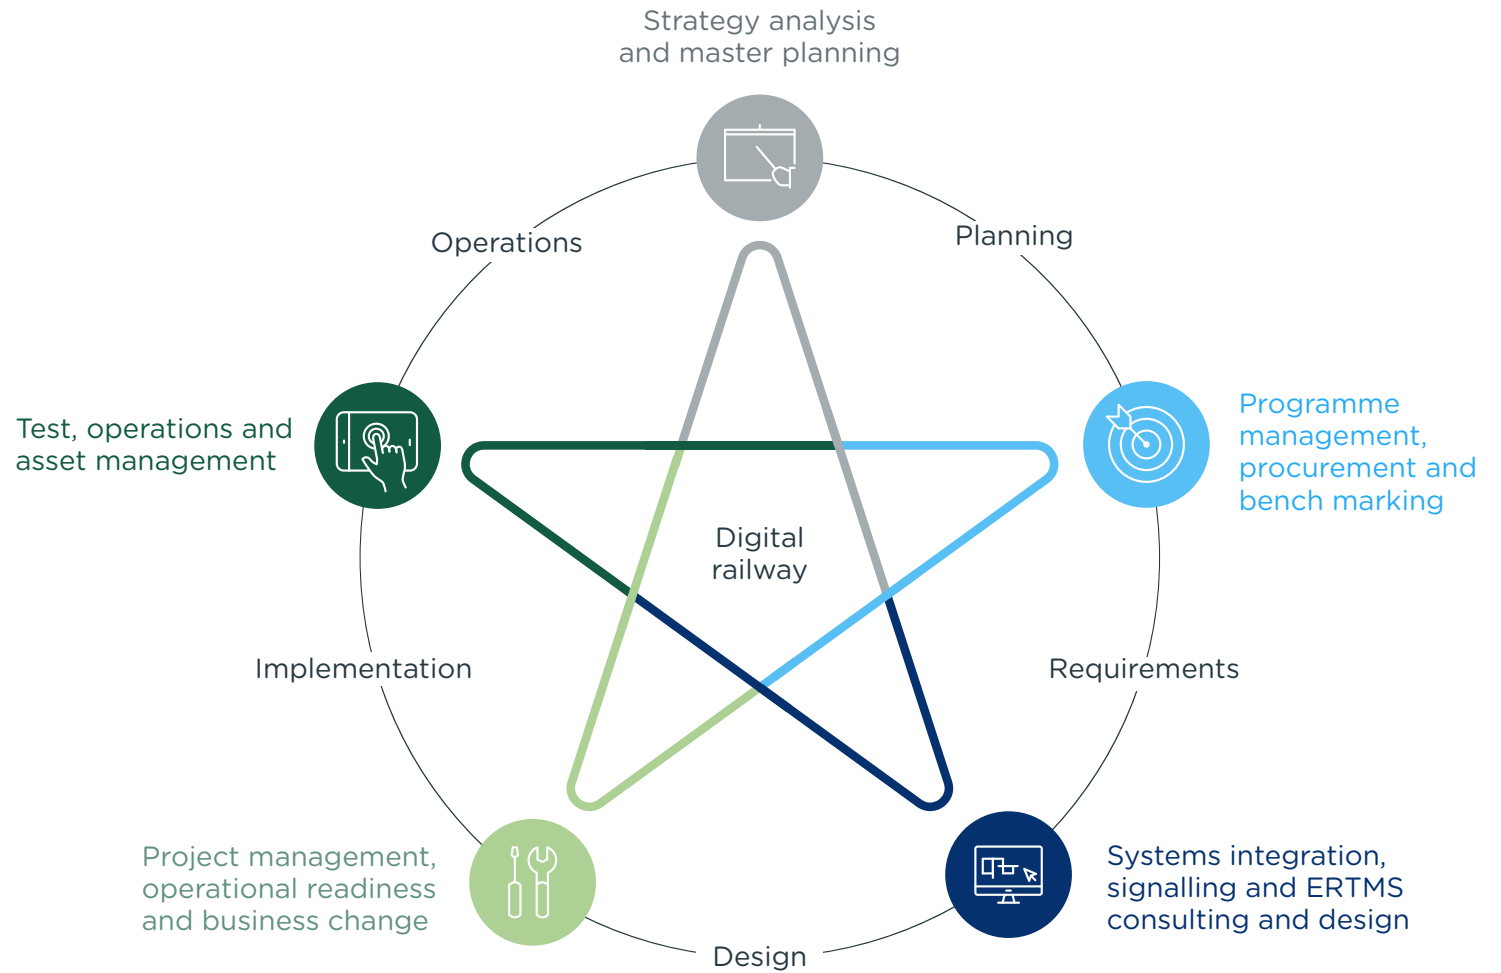 Strategy analysis
and master planning
Operations
Planning
Test, operations and
asset management
Programme
management,
procurement and
bench marking
Digital
railway
Implementation
Requirements
Project management,
operational readiness
and business change
Systems integration,
signalling and ERTMS
consulting and design
Design